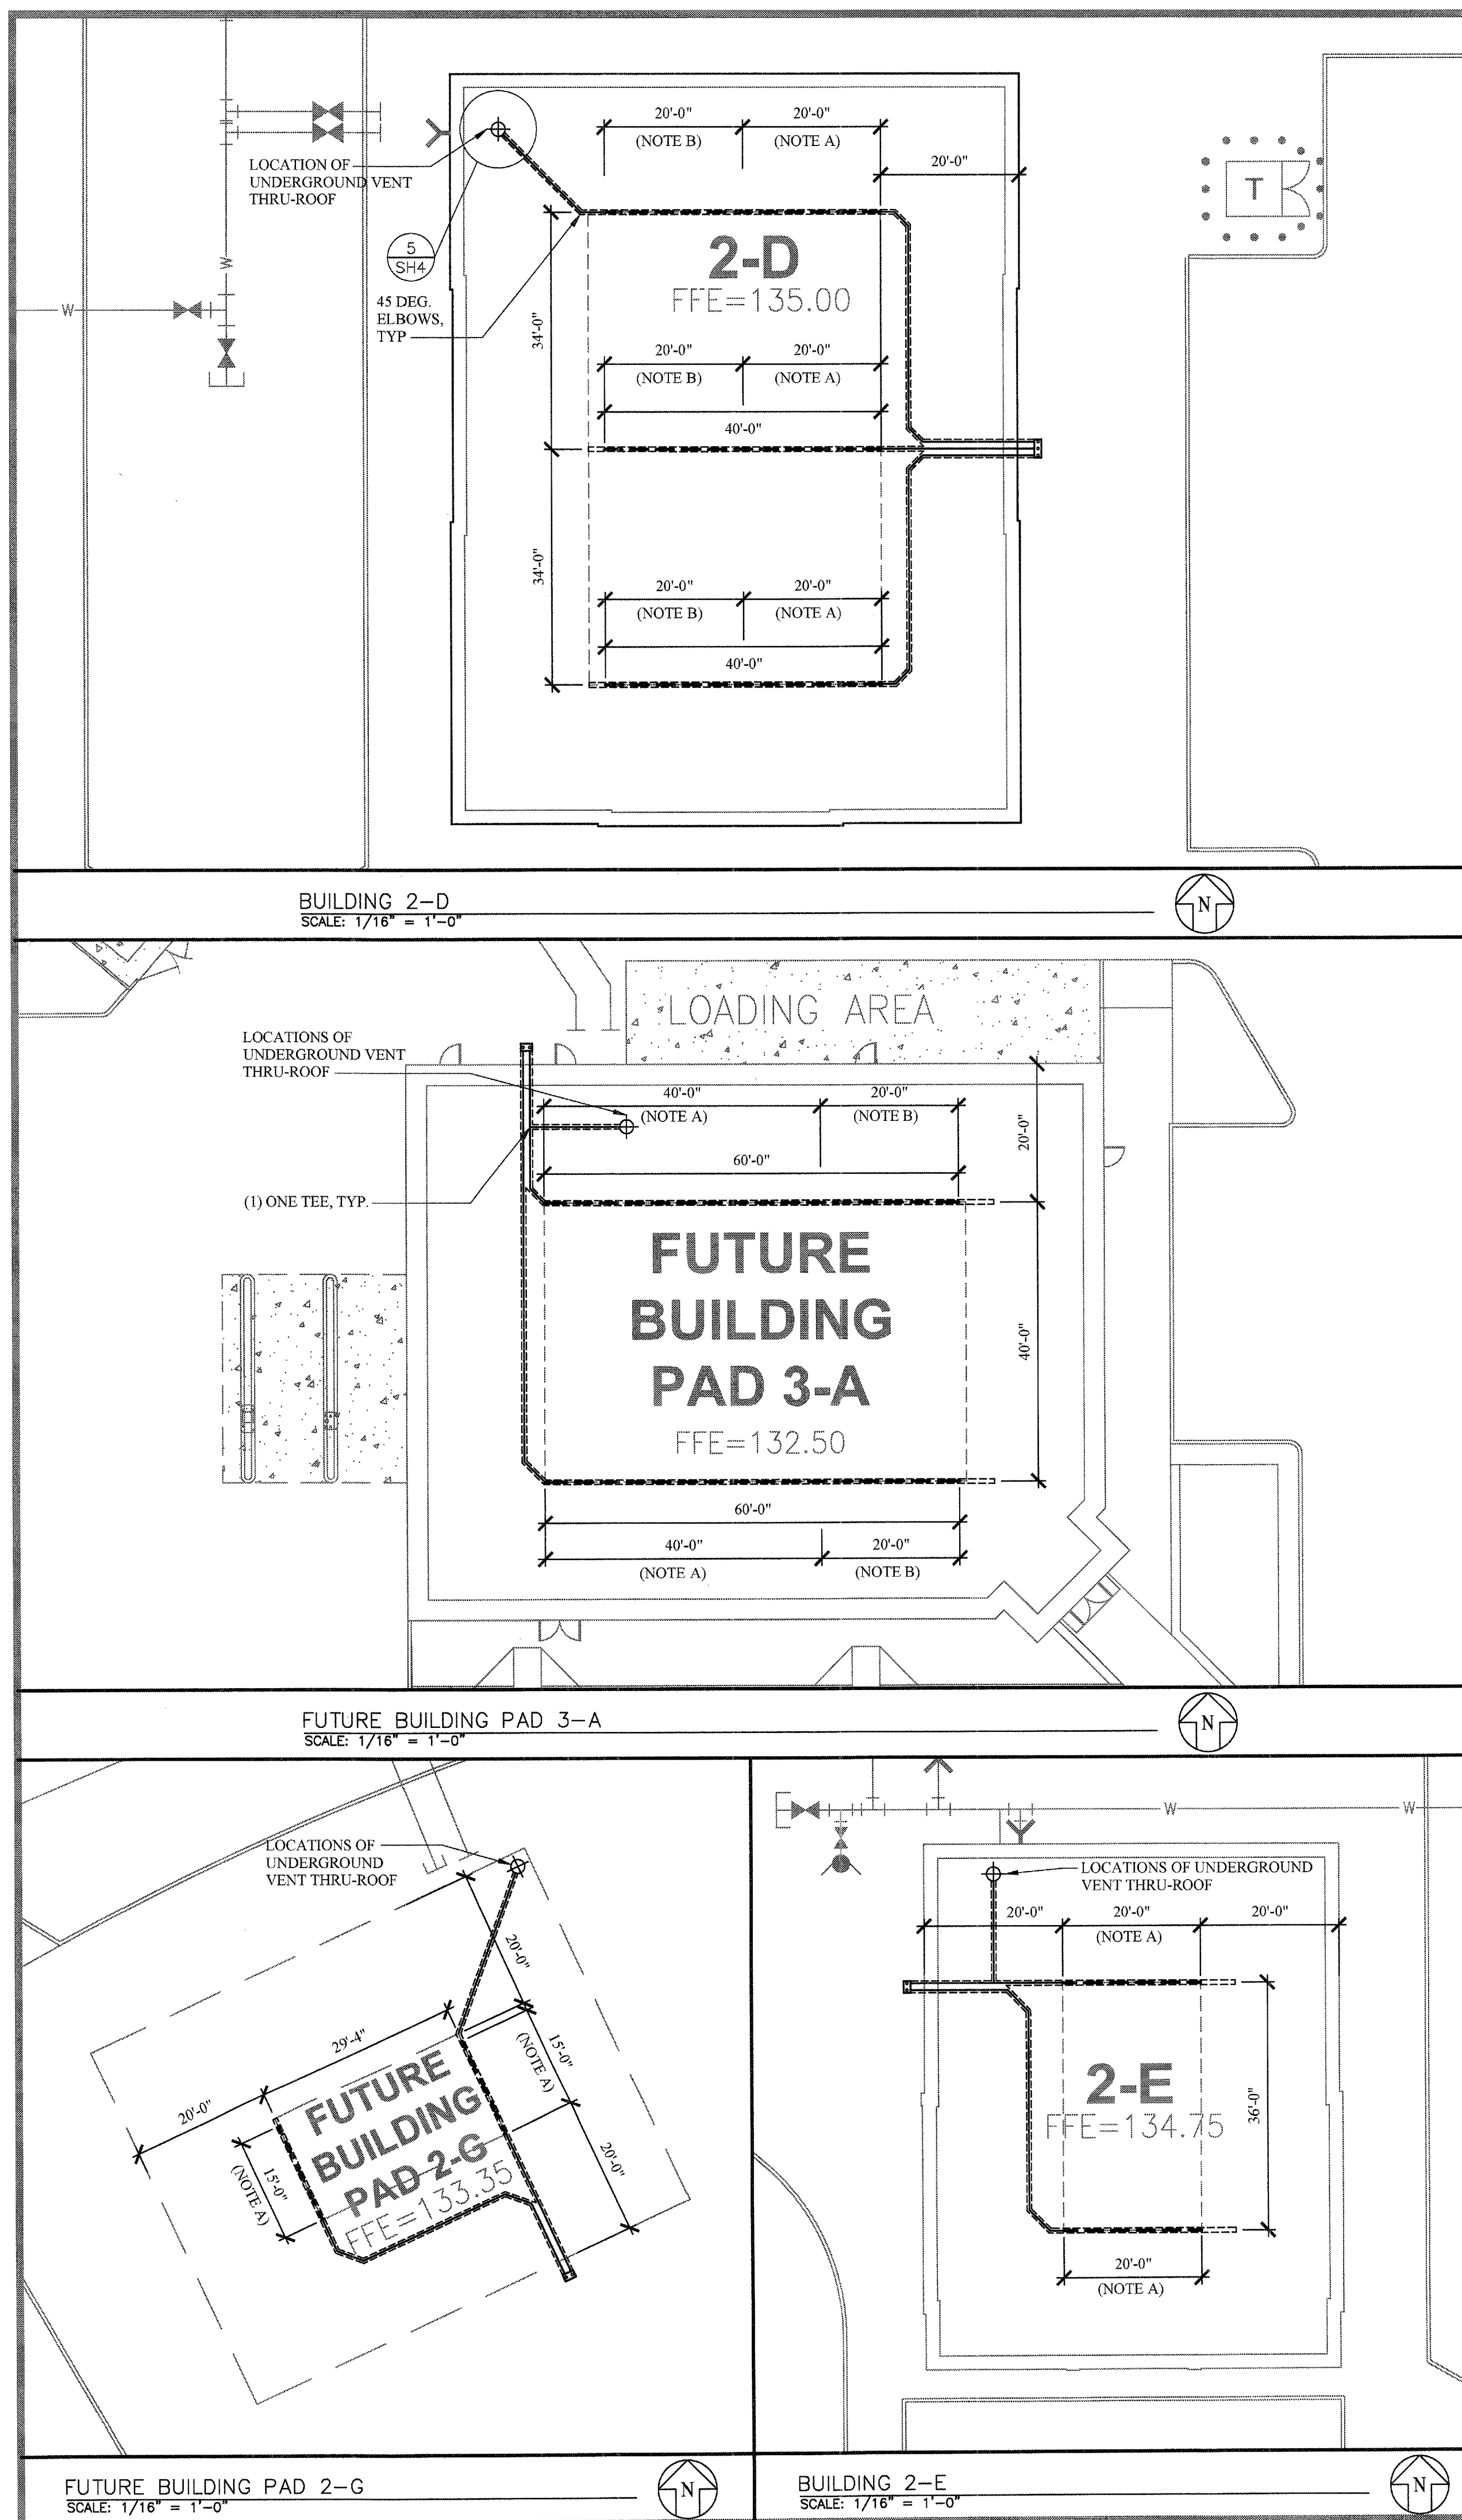 20'-0"
20'-0"
(NOTE B)
(NOTE A)
20'-0"
LOCATION OF
UNDERGROUND VENT
THRU-ROOF
T
2-D
FFE=135.00
5
SH4
W
W
45 DEG.
ELBOWS,
TYP
34'-0"
20'-0"
20'-0"
(NOTE B)
(NOTE A)
40'-0"
34'-0"
20'-0"
20'-0"
(NOTE B)
(NOTE A)
40'-0"
BUILDING 2-D
SCALE: 1/16" = 1'-0"
N
LOADING AREA
LOCATIONS OF
UNDERGROUND VENT
THRU-ROOF
40'-0"
20'-0"
(NOTE A)
(NOTE B)
20'-0"
60'-0"
(1) ONE TEE, TYP.
FUTURE
BUILDING
PAD 3-A
FFE=132.50
40'-0"
60'-0"
40'-0"
20'-0"
(NOTE A)
(NOTE B)
FUTURE BUILDING PAD 3-A
SCALE: 1/16" = 1'-0"
N
LOCATIONS OF
UNDERGROUND
VENT THRU-ROOF
20'-0"
29'-4"
15'-0"
(NOTE A)
20'-0"
FUTURE
BUILDING
PAD 2-G
FFE=133.35
15'-0"
(NOTE A)
20'-0"
FUTURE BUILDING PAD 2-G
SCALE: 1/16" = 1'-0"
N
W
W
LOCATIONS OF UNDERGROUND
VENT THRU-ROOF
20'-0"
20'-0"
20'-0"
(NOTE A)
2-E
FFE=134.75
36'-0"
20'-0"
(NOTE A)
BUILDING 2-E
SCALE: 1/16" = 1'-0"
N